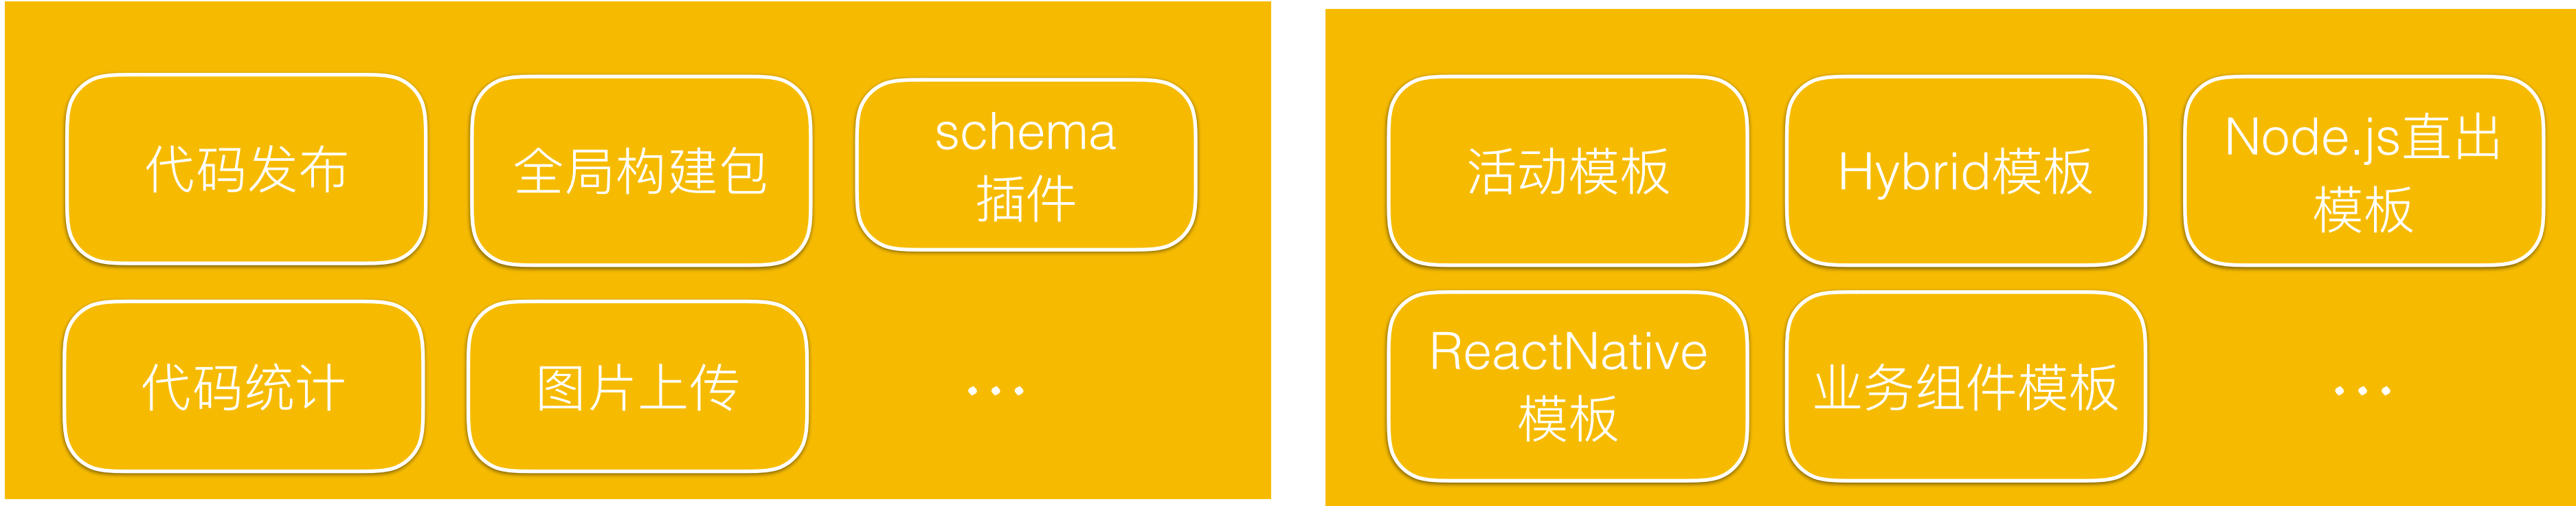 代码发布
全局构建包
schema
插件
代码统计
图片上传
...
活动模板
Hybrid模板
Node.js直出
模板
ReactNative
模板
业务组件模板
...